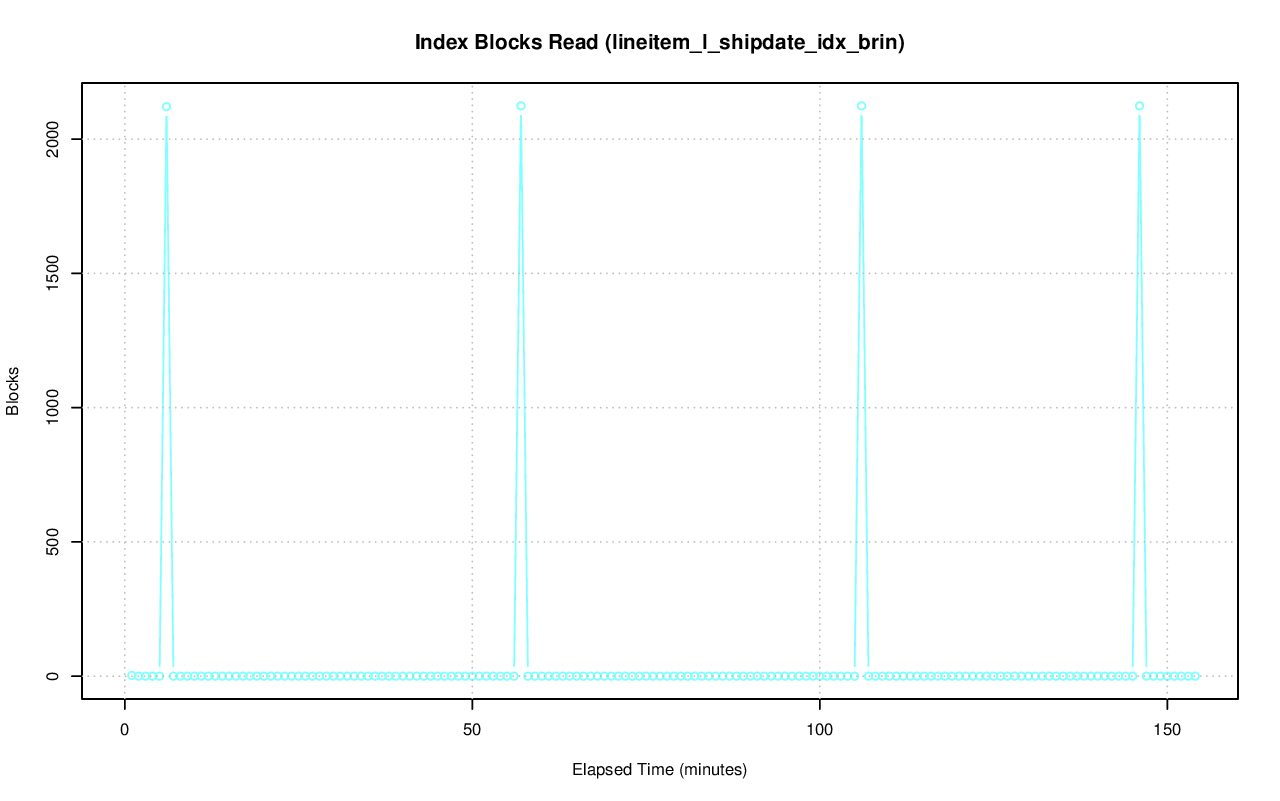 Index Blocks Read (lineitem_l_shipdate_idx_brin)
Blocks
2000
1500
1000
500
0
0 50 100 150
Elapsed Time (minutes)